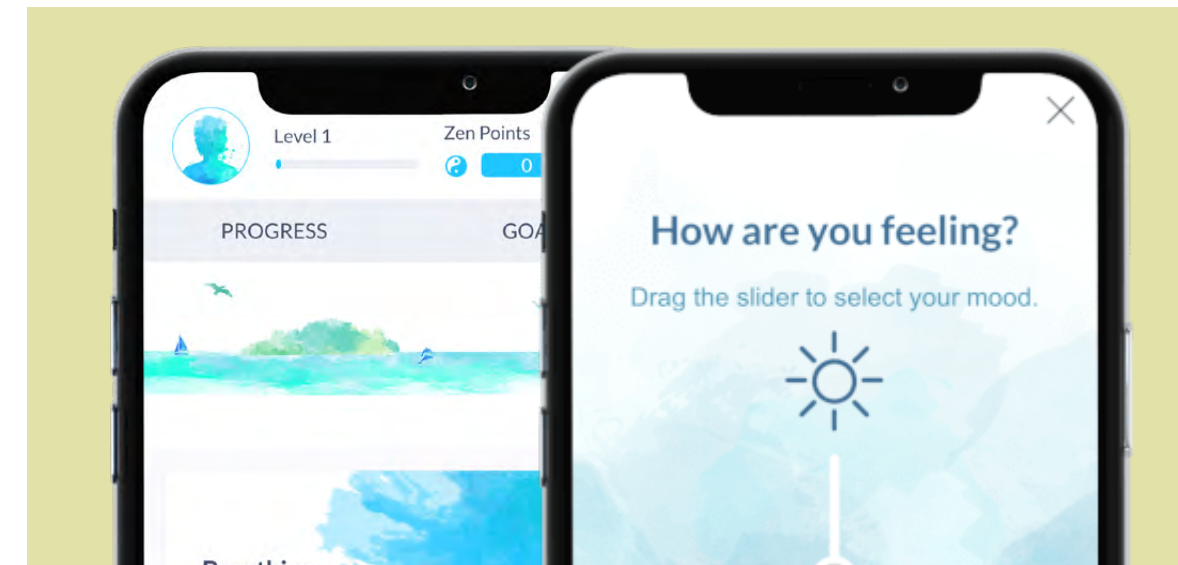 Level 1
Zen Points
0
PROGRESS
How are you feeling?
Drag the slider to select your mood.